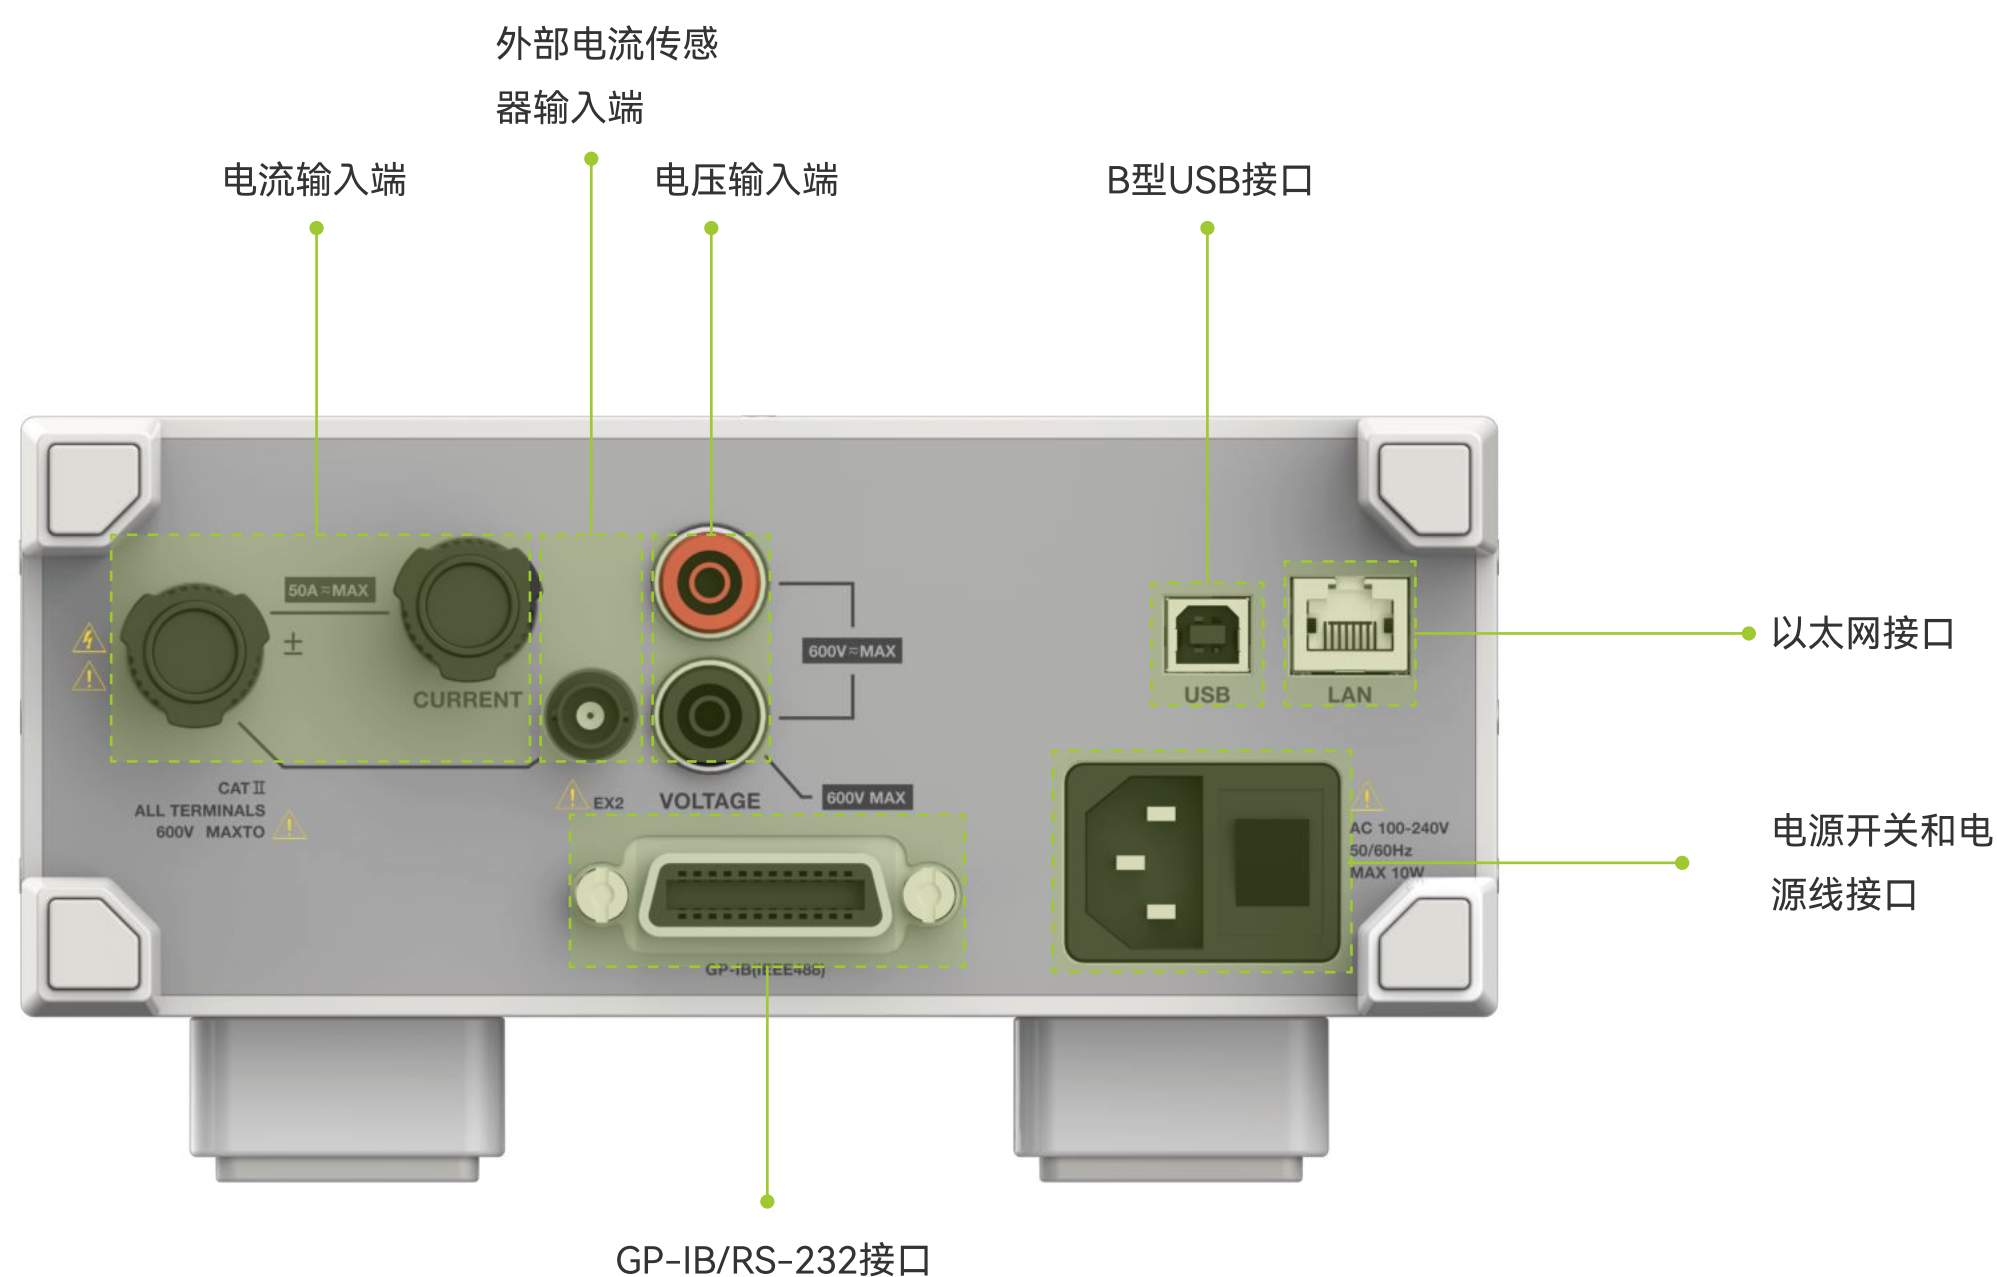 外部电流传感
器输入端
电流输入端
电压输入端
B型USB接口
50A≂MAX
±
CURRENT
600V≂MAX
USB
LAN
以太网接口
CAT II
ALL TERMINALS
600V MAXTO
EX2
VOLTAGE
600V MAX
AC 100-240V
50/60Hz
MAX 10W
电源开关和电
源线接口
GP-IB(IEEE488)
GP-IB/RS-232接口